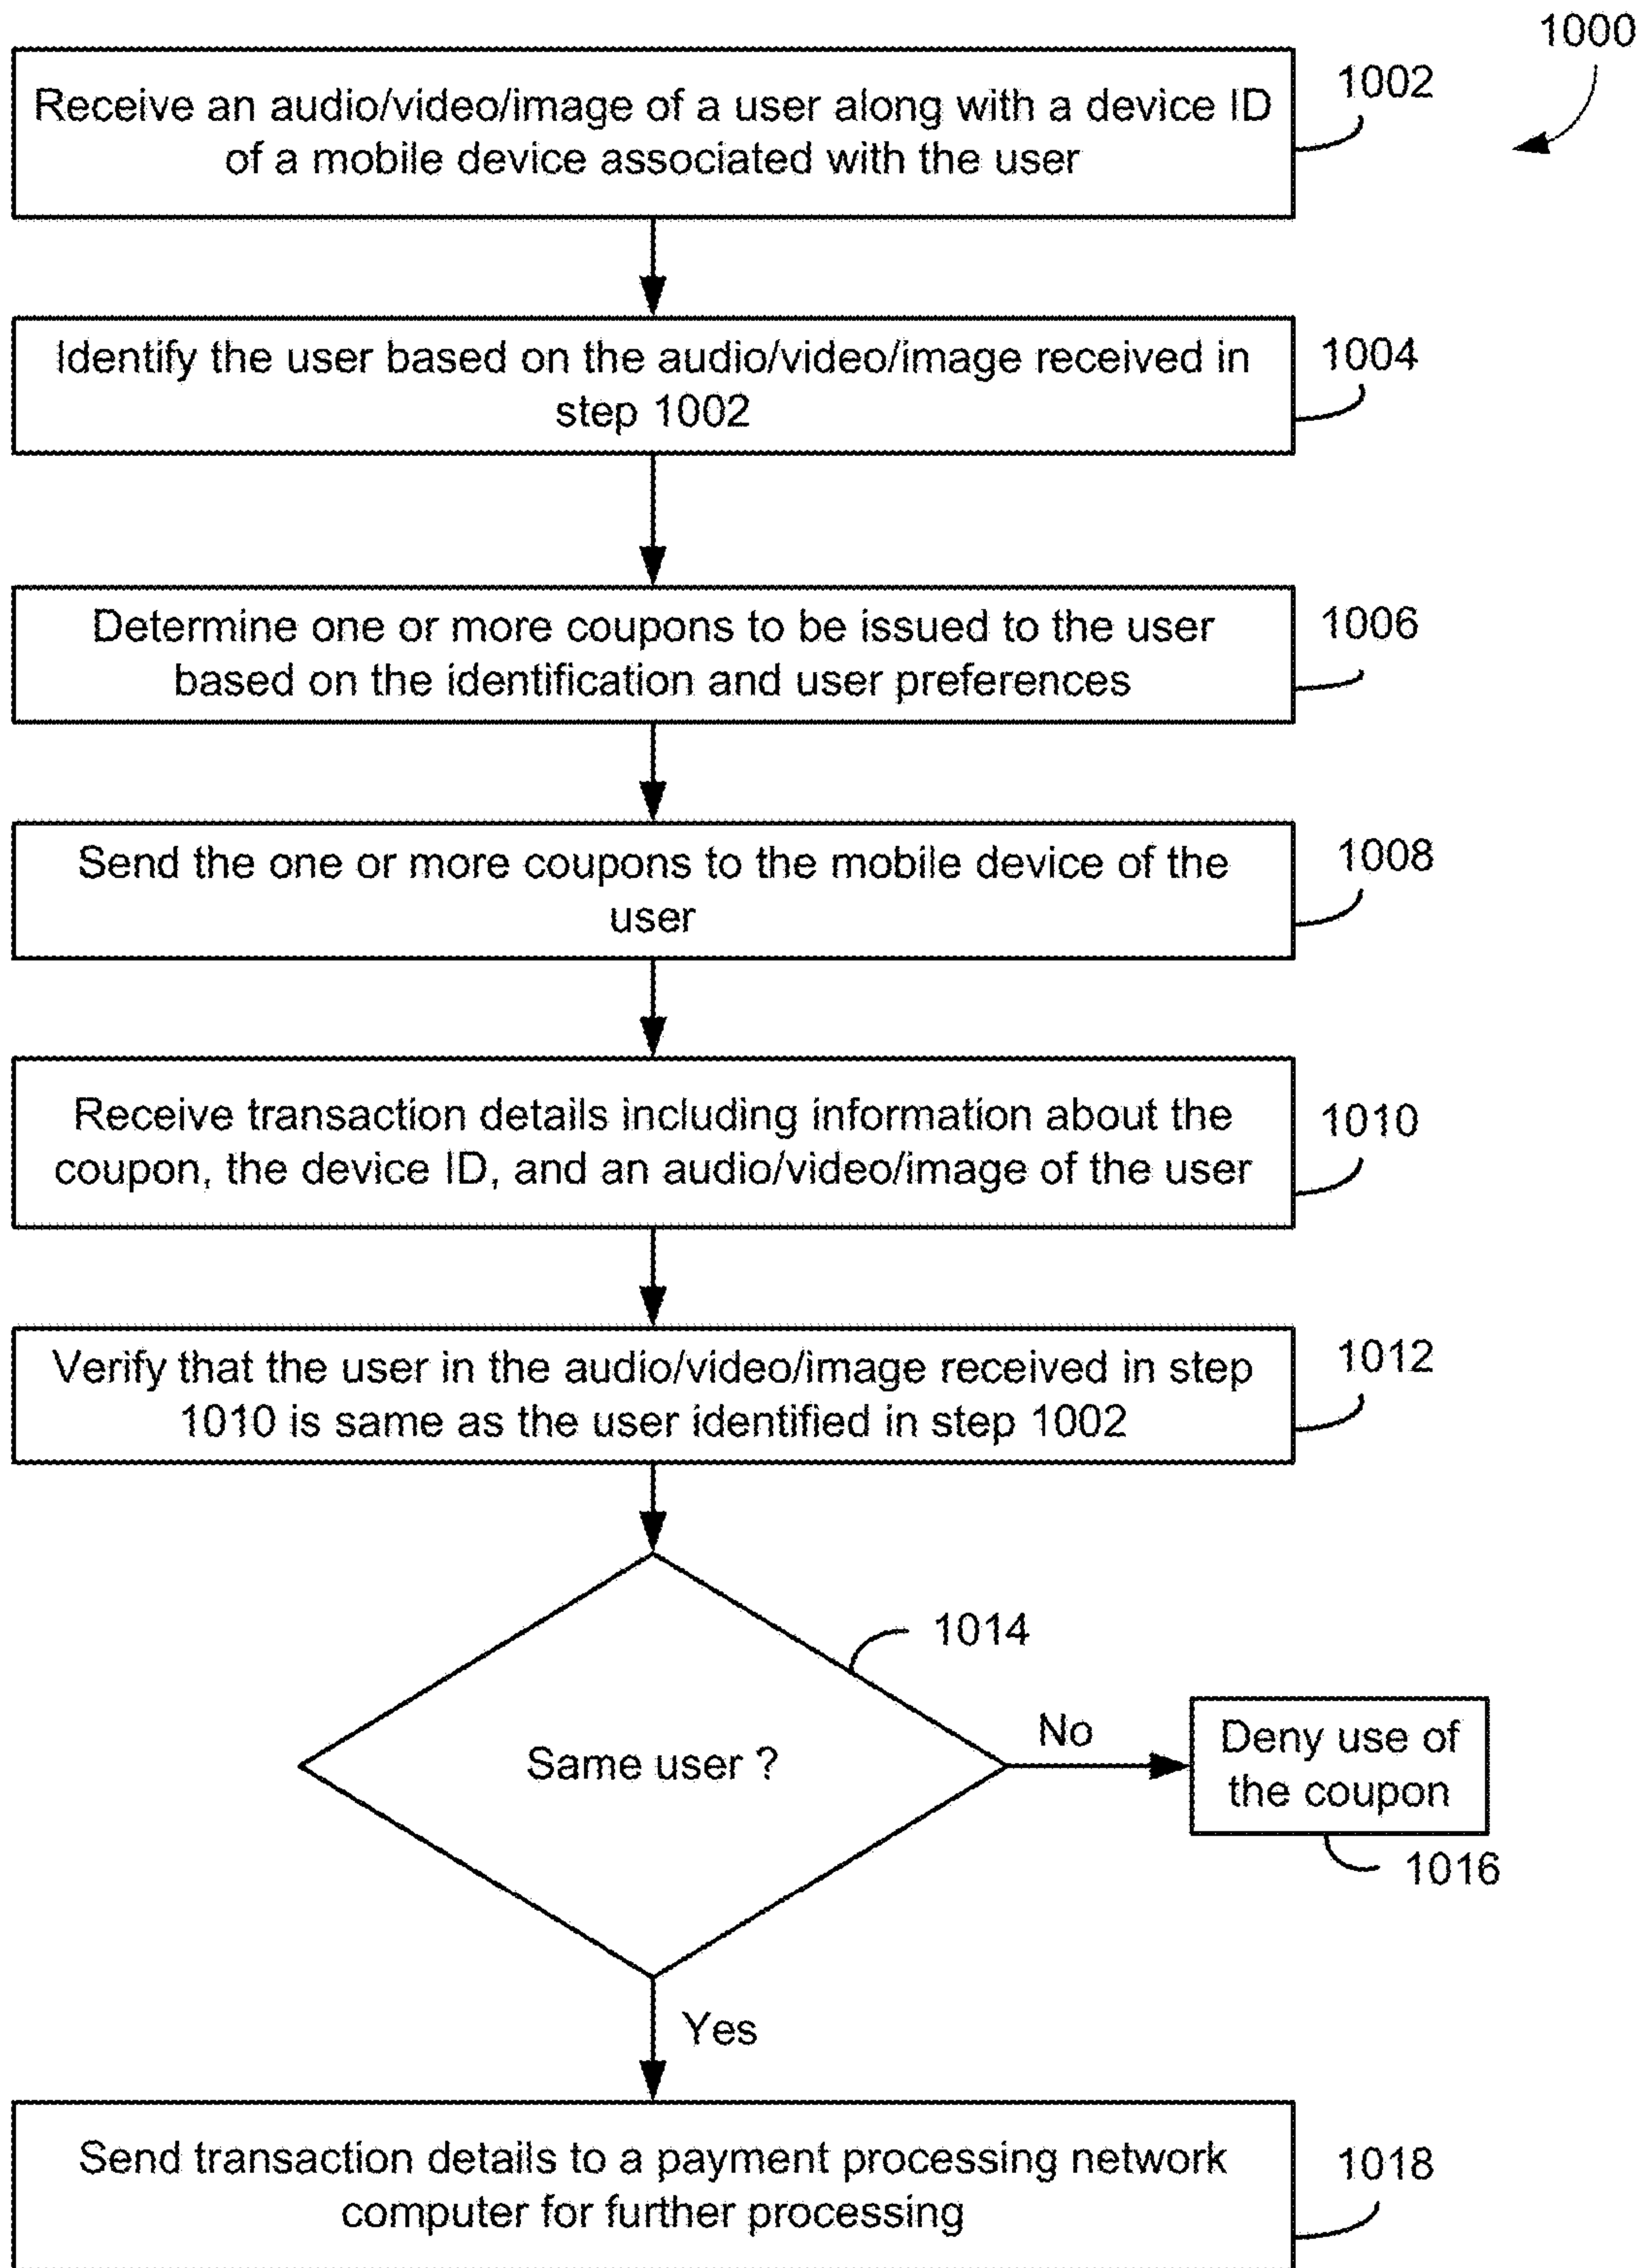 1000
Receive an audio/video/image of a user along with a device ID
of a mobile device associated with the user
1002
Identify the user based on the audio/video/image received in
step 1002
1004
Determine one or more coupons to be issued to the user
based on the identification and user preferences
1006
Send the one or more coupons to the mobile device of the
user
1008
Receive transaction details including information about the
coupon, the device ID, and an audio/video/image of the user
1010
Verify that the user in the audio/video/image received in step
1010 is same as the user identified in step 1002
1012
1014
Same user ?
No
Deny use of
the coupon
1016
Yes
Send transaction details to a payment processing network
computer for further processing
1018